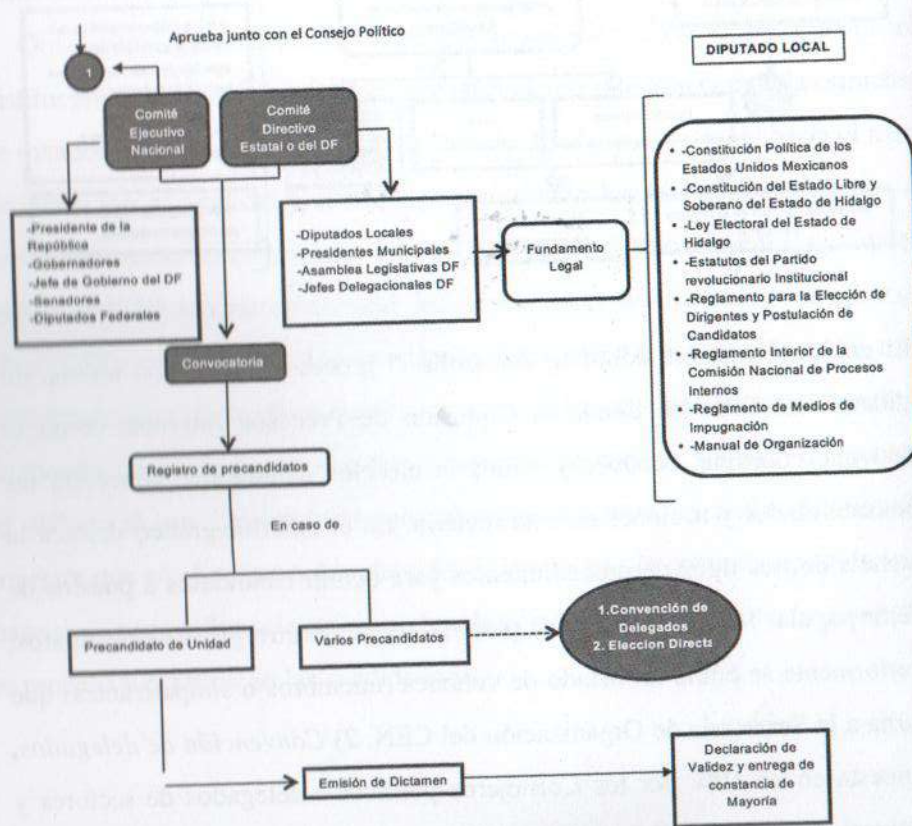 Aprueba junto con el Consejo Político
DIPUTADO LOCAL
1
Comité
Ejecutivo
Nacional
Comité
Directivo
Estatal o del DF
-Presidente de la
República
-Gobernadores
-Jefe de Gobierno del DF
-Senadores
-Diputados Federales
-Diputados Locales
-Presidentes Municipales
-Asamblea Legislativas DF
-Jefes Delegacionales DF
Fundamento
Legal
• -Constitución Política de los
Estados Unidos Mexicanos
• -Constitución del Estado Libre y
Soberano del Estado de Hidalgo
• -Ley Electoral del Estado de
Hidalgo
• -Estatutos del Partido
revolucionario Institucional
• -Reglamento para la Elección de
Dirigentes y Postulación de
Candidatos
• -Reglamento Interior de la
Comisión Nacional de Procesos
Internos
• -Reglamento de Medios de
Impugnación
• -Manual de Organización
Convocatoria
Registro de precandidatos
En caso de
Precandidato de Unidad
Varios Precandidatos
1.Convención de
Delegados
2. Eleccion Directa
Emisión de Dictamen
Declaración de
Validez y entrega de
constancia de
Mayoría